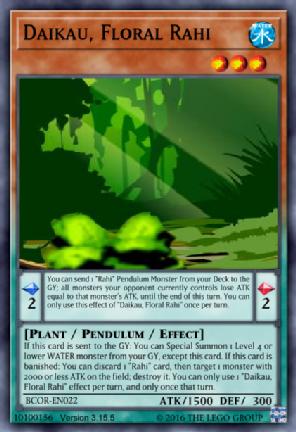 DAIKAU, FLORAL RAHI
WATER
水
You can send 1 "Rahi" Pendulum Monster from your Deck to the
GY; all monsters your opponent currently controls lose ATK
equal to that monster's ATK, until the end of this turn. You can
only use this effect of "Daikau, Floral Rahi" once per turn.
2
2
[PLANT / PENDULUM / EFFECT]
If this card is sent to the GY: You can Special Summon 1 Level 4 or
lower WATER monster from your GY, except this card. If this card is
banished: You can discard 1 "Rahi" card, then target 1 monster with
2000 or less ATK on the field; destroy it. You can only use 1 "Daikau,
Floral Rahi" effect per turn, and only once that turn.
BCOR-EN022
ATK/1500 DEF/ 300
10100156 Version 3.15.5
©2016 THE LEGO GROUP